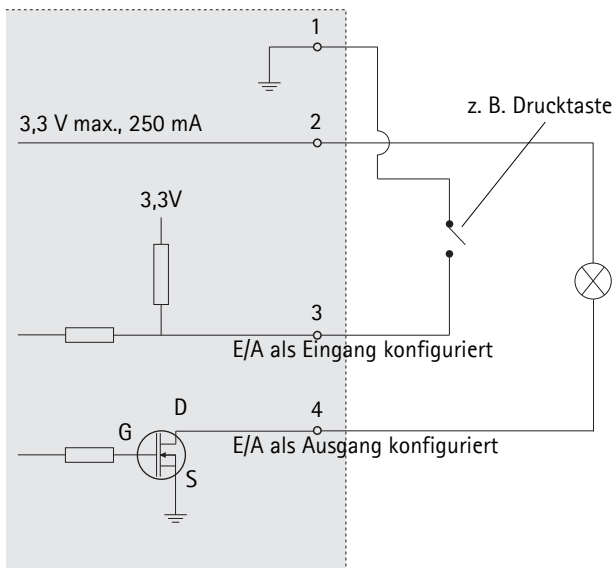 1
z. B. Drucktaste
3,3 V max., 250 mA
2
3,3V
3
E/A als Eingang konfiguriert
D
4
G
E/A als Ausgang konfiguriert
S